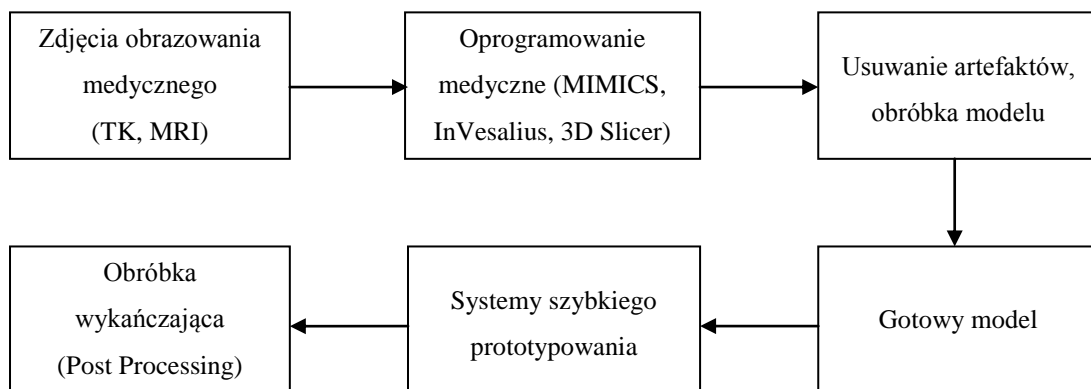 Zdjęcia obrazowania
medycznego
(TK, MRI)
Oprogramowanie
medyczne (MIMICS,
InVesalius, 3D Slicer)
Usuwanie artefaktów,
obróbka modelu
Obróbka
wykańczająca
(Post Processing)
Systemy szybkiego
prototypowania
Gotowy model